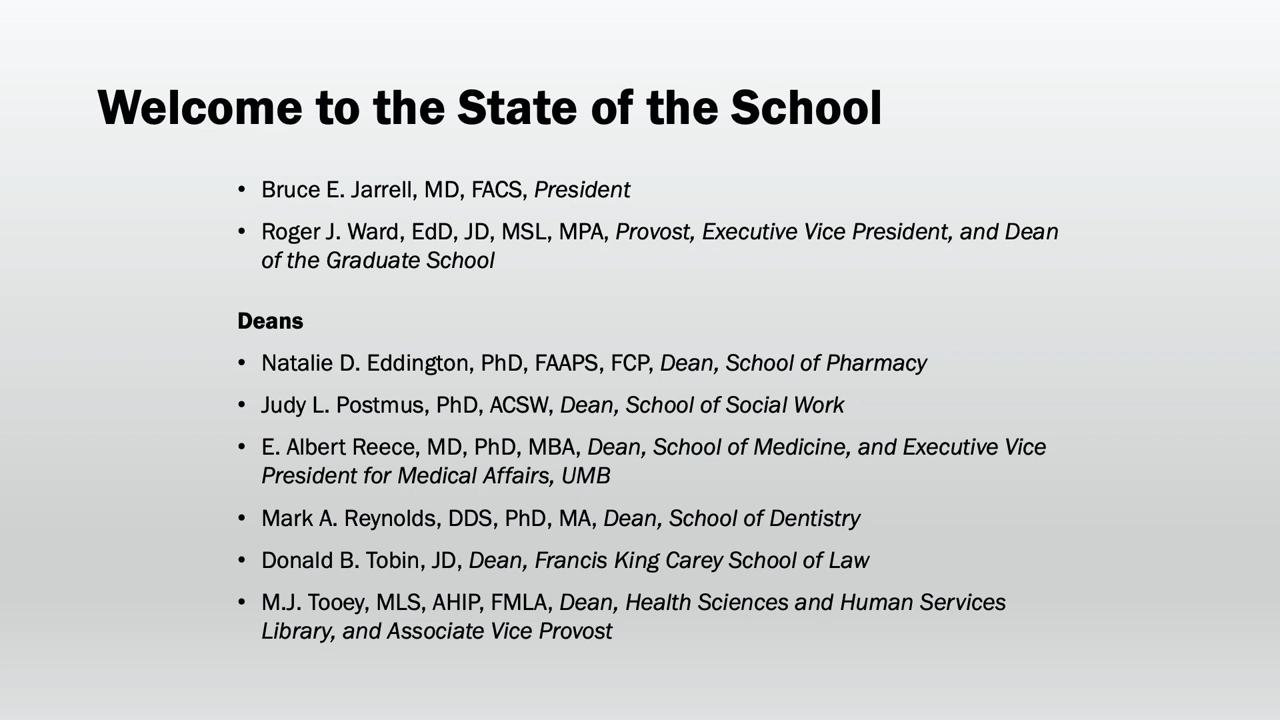 Welcome to the State of the School
• Bruce E. Jarrell, MD, FACS, President
• Roger J. Ward, EdD, JD, MSL, MPA, Provost, Executive Vice President, and Dean
of the Graduate School
Deans
• Natalie D. Eddington, PhD, FAAPS, FCP, Dean, School of Pharmacy
• Judy L. Postmus, PhD, ACSW, Dean, School of Social Work
• E. Albert Reece, MD, PhD, MBA, Dean, School of Medicine, and Executive Vice
President for Medical Affairs, UMB
• Mark A. Reynolds, DDS, PhD, MA, Dean, School of Dentistry
• Donald B. Tobin, JD, Dean, Francis King Carey School of Law
• M.J. Tooey, MLS, AHIP, FMLA, Dean, Health Sciences and Human Services
Library, and Associate Vice Provost